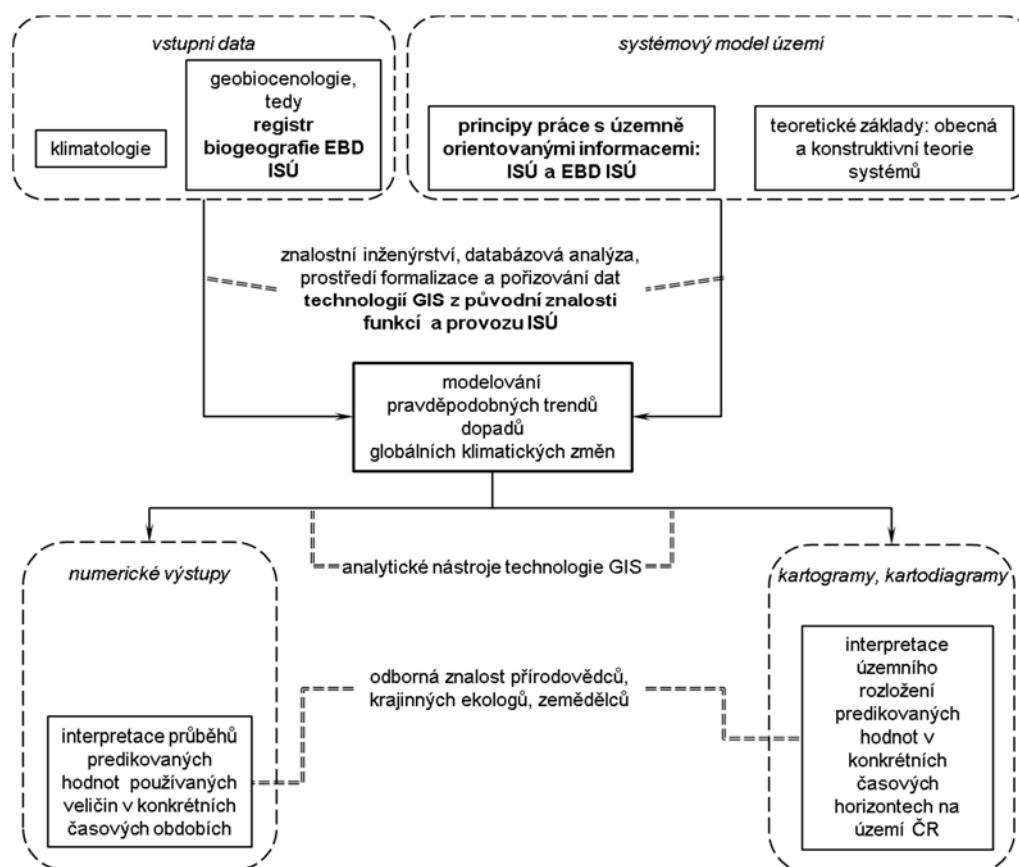 vstupní data
klimatologie
geobiocenologie,
tedy
registr
biogeografie EBD
ISÚ
systémový model území
principy práce s územně
orientovanými informacemi:
ISÚ a EBD ISÚ
teoretické základy: obecná
a konstruktivní teorie
systémů
znalostní inženýrství, databázová analýza,
prostředí formalizace a pořizování dat
technologií GIS z původní znalosti
funkcí a provozu ISÚ
modelování
pravděpodobných trendů
dopadů
globálních klimatických změn
numerické výstupy
analytické nástroje technologie GIS
kartogramy, kartodiagramy
odborná znalost přírodovědců,
krajinných ekologů, zemědělců
interpretace průběhů
predikovaných
hodnot používaných
veličin v konkrétních
časových obdobích
interpretace
územního
rozložení
predikovaných
hodnot v
konkrétních
časových
horizontech na
území ČR